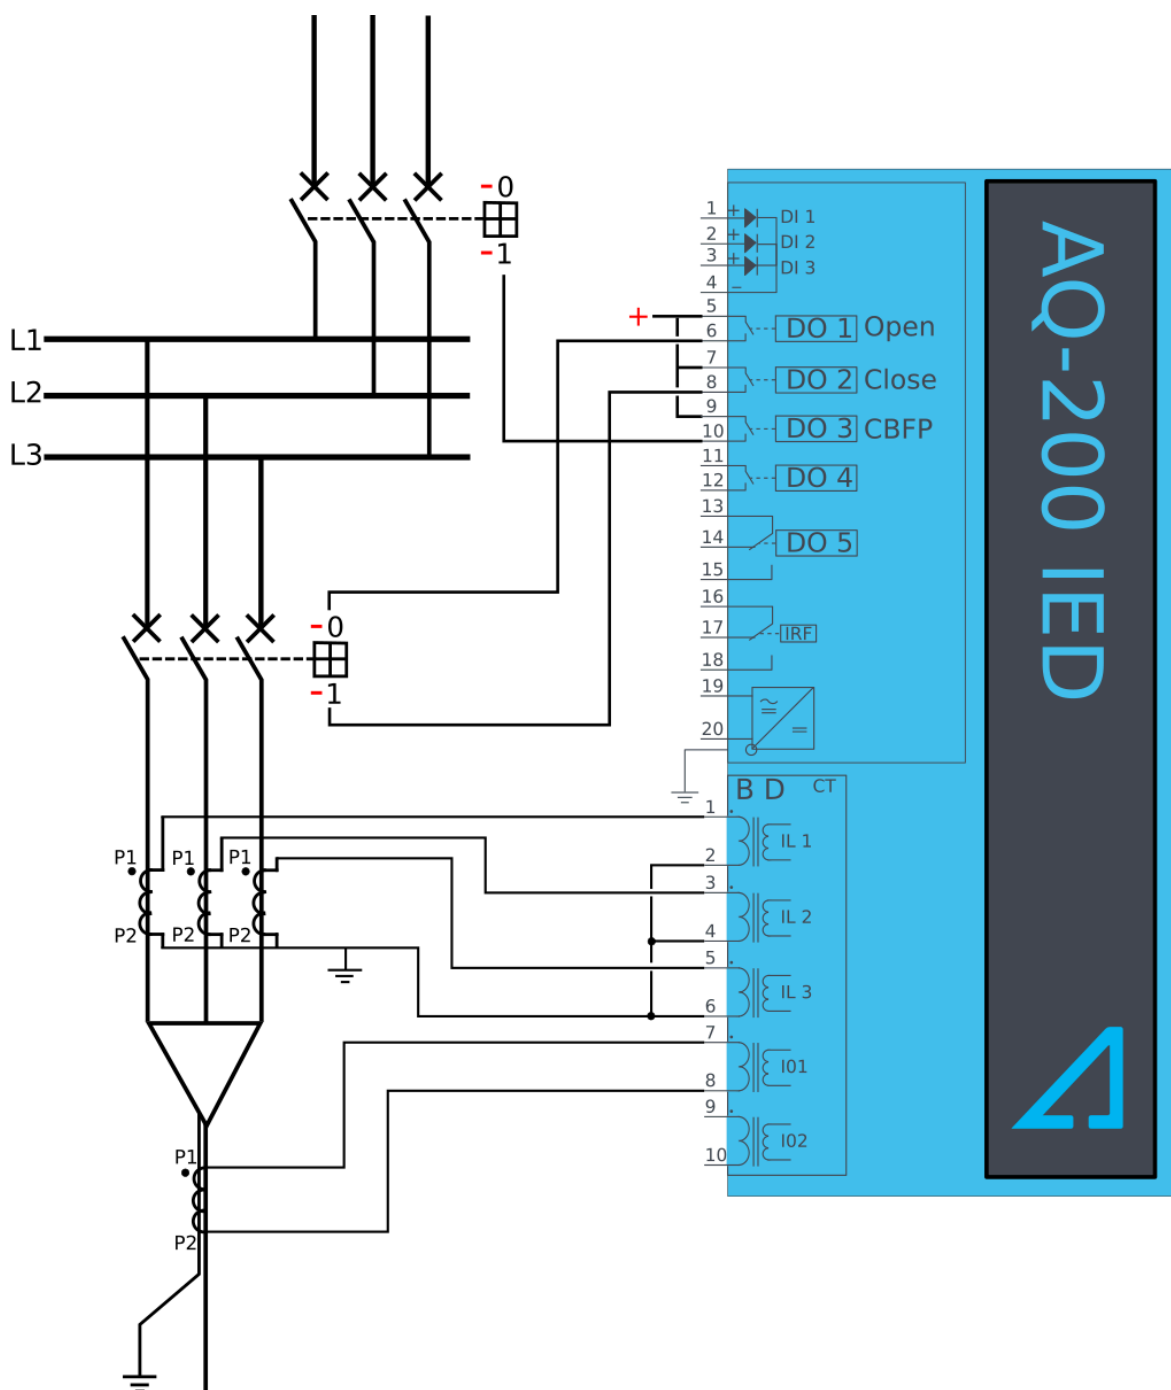 -0
-1
L1
L2
L3
-0
-1
+
1 + DI 1
2 + DI 2
3 + DI 3
4 −
5
6 DO 1 Open
7
8 DO 2 Close
9
10 DO 3 CBFP
11
12 DO 4
13
14 DO 5
15
16
17 IRF
18
19
20
AQ-200 IED
B D CT
1
IL 1
2
3
IL 2
4
5
IL 3
6
7
I01
8
9
I02
10
P1 P1 P1
P2 P2 P2
P1
P2